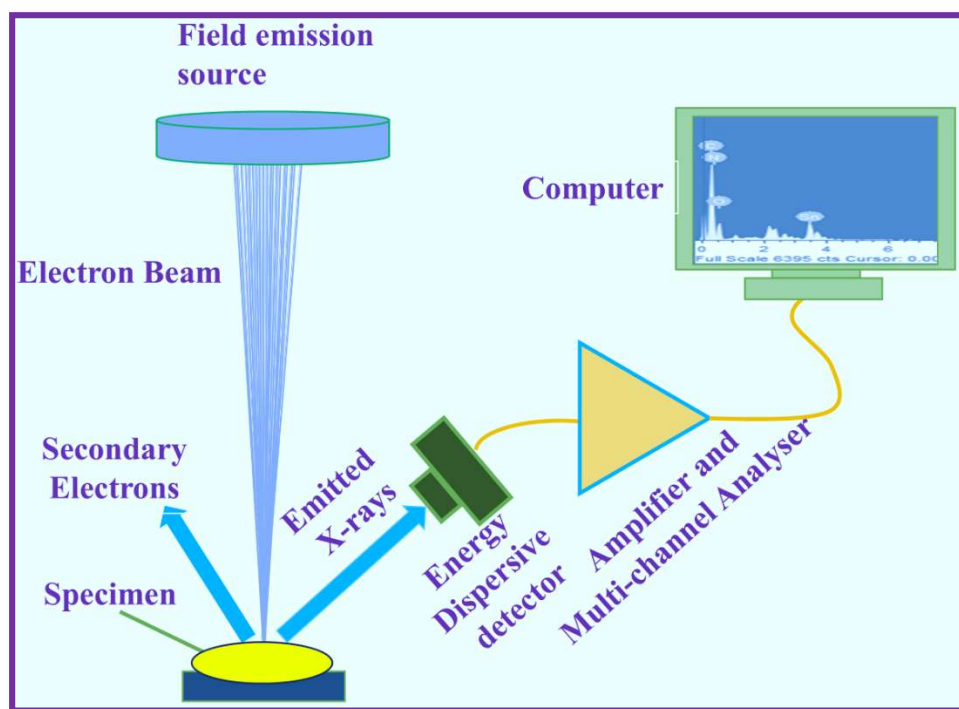 Field emission
source
Computer
C
N
O
0 2 4 6
Full Scale 6395 cts Cursor: 0.00
Electron Beam
Secondary
Electrons
Emitted
X-rays
Energy
Dispersive
detector
Amplifier and
Multi-channel Analyser
Specimen